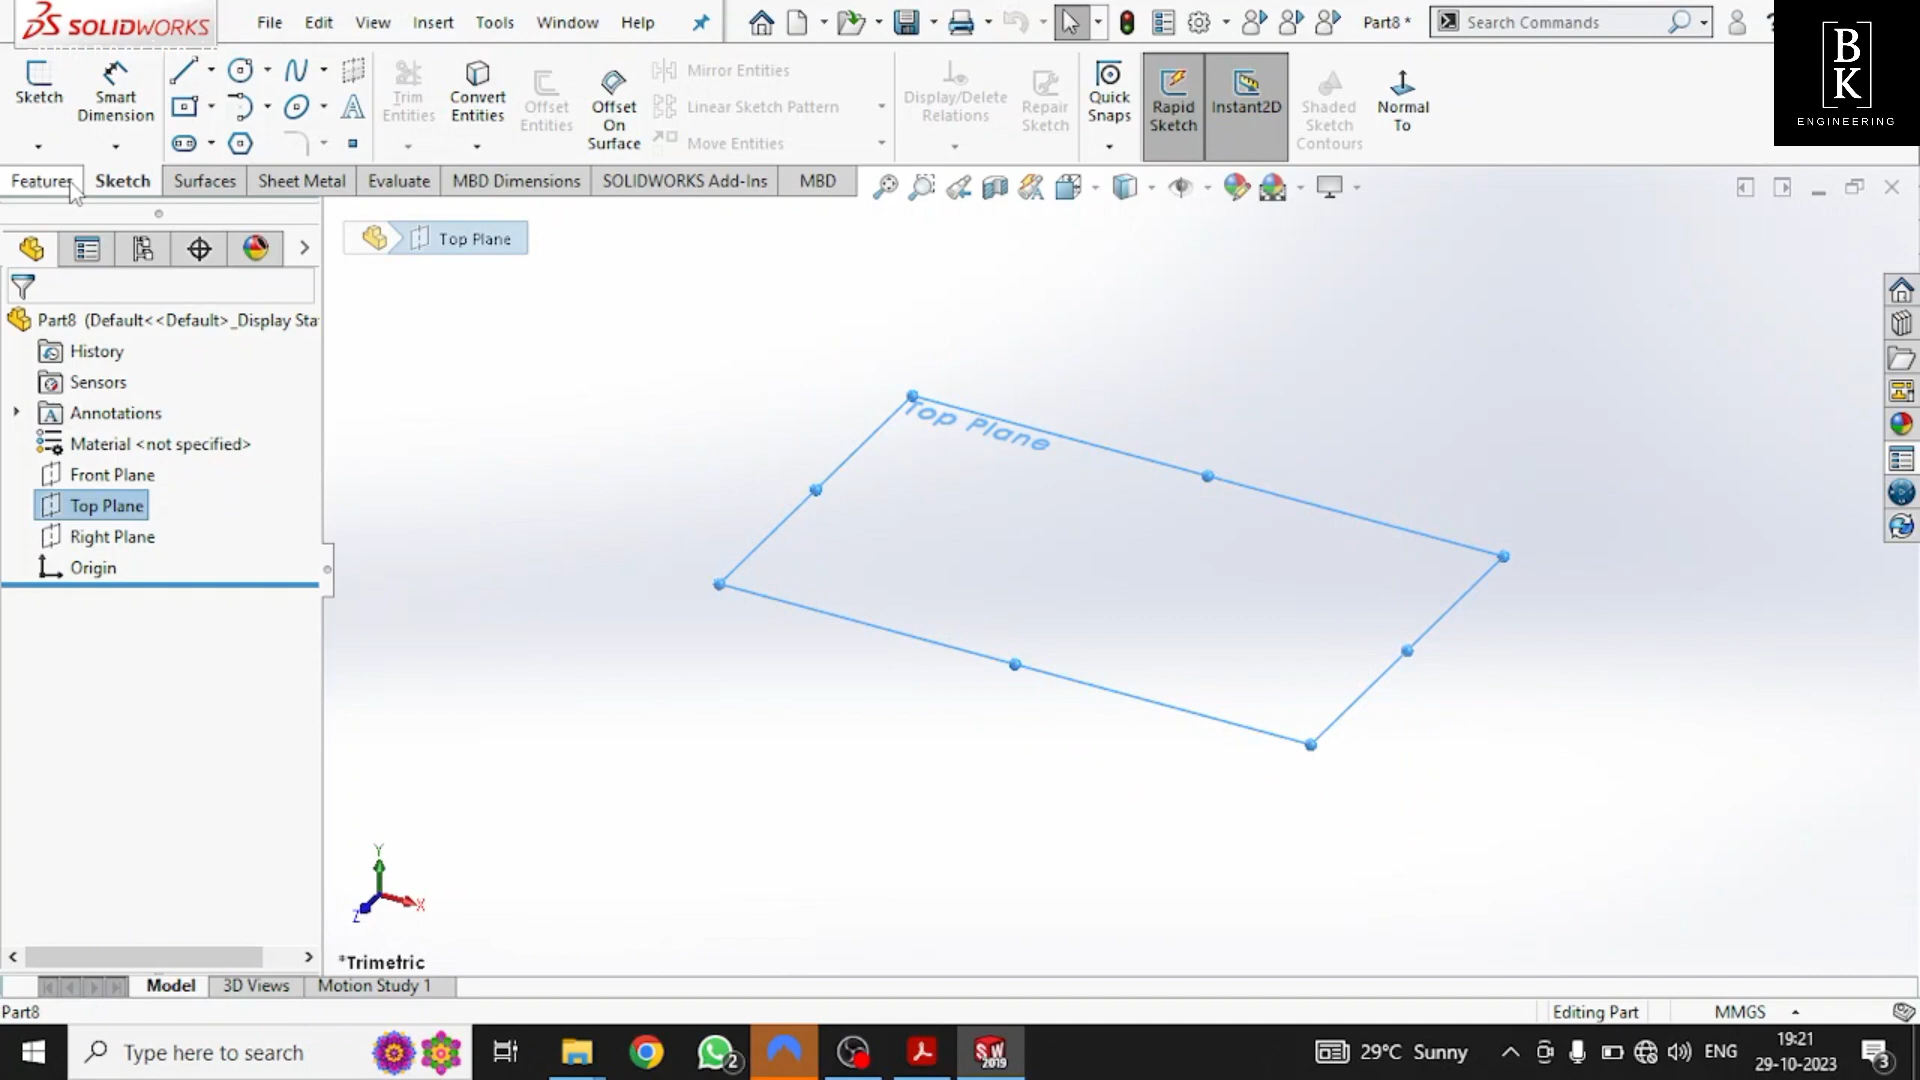 SOLIDWORKS File Edit View Insert Tools Window Help Part8 * Search Commands ?
BK
ENGINEERING
Sketch
Smart Dimension
Trim Entities
Convert Entities
Offset Entities
Offset On Surface
Mirror Entities
Linear Sketch Pattern
Move Entities
Display/Delete Relations
Repair Sketch
Quick Snaps
Rapid Sketch
Instant2D
Shaded Sketch Contours
Normal To
Features Sketch Surfaces Sheet Metal Evaluate MBD Dimensions SOLIDWORKS Add-Ins MBD
Top Plane
Part8 (Default<<Default>_Display Sta
History
Sensors
Annotations
Material <not specified>
Front Plane
Top Plane
Right Plane
Origin
Top Plane
Y
X
Z
*Trimetric
Model 3D Views Motion Study 1
Part8 Editing Part MMGS
Type here to search 2 SW 2019 29°C Sunny ENG 19:21
29-10-2023 3